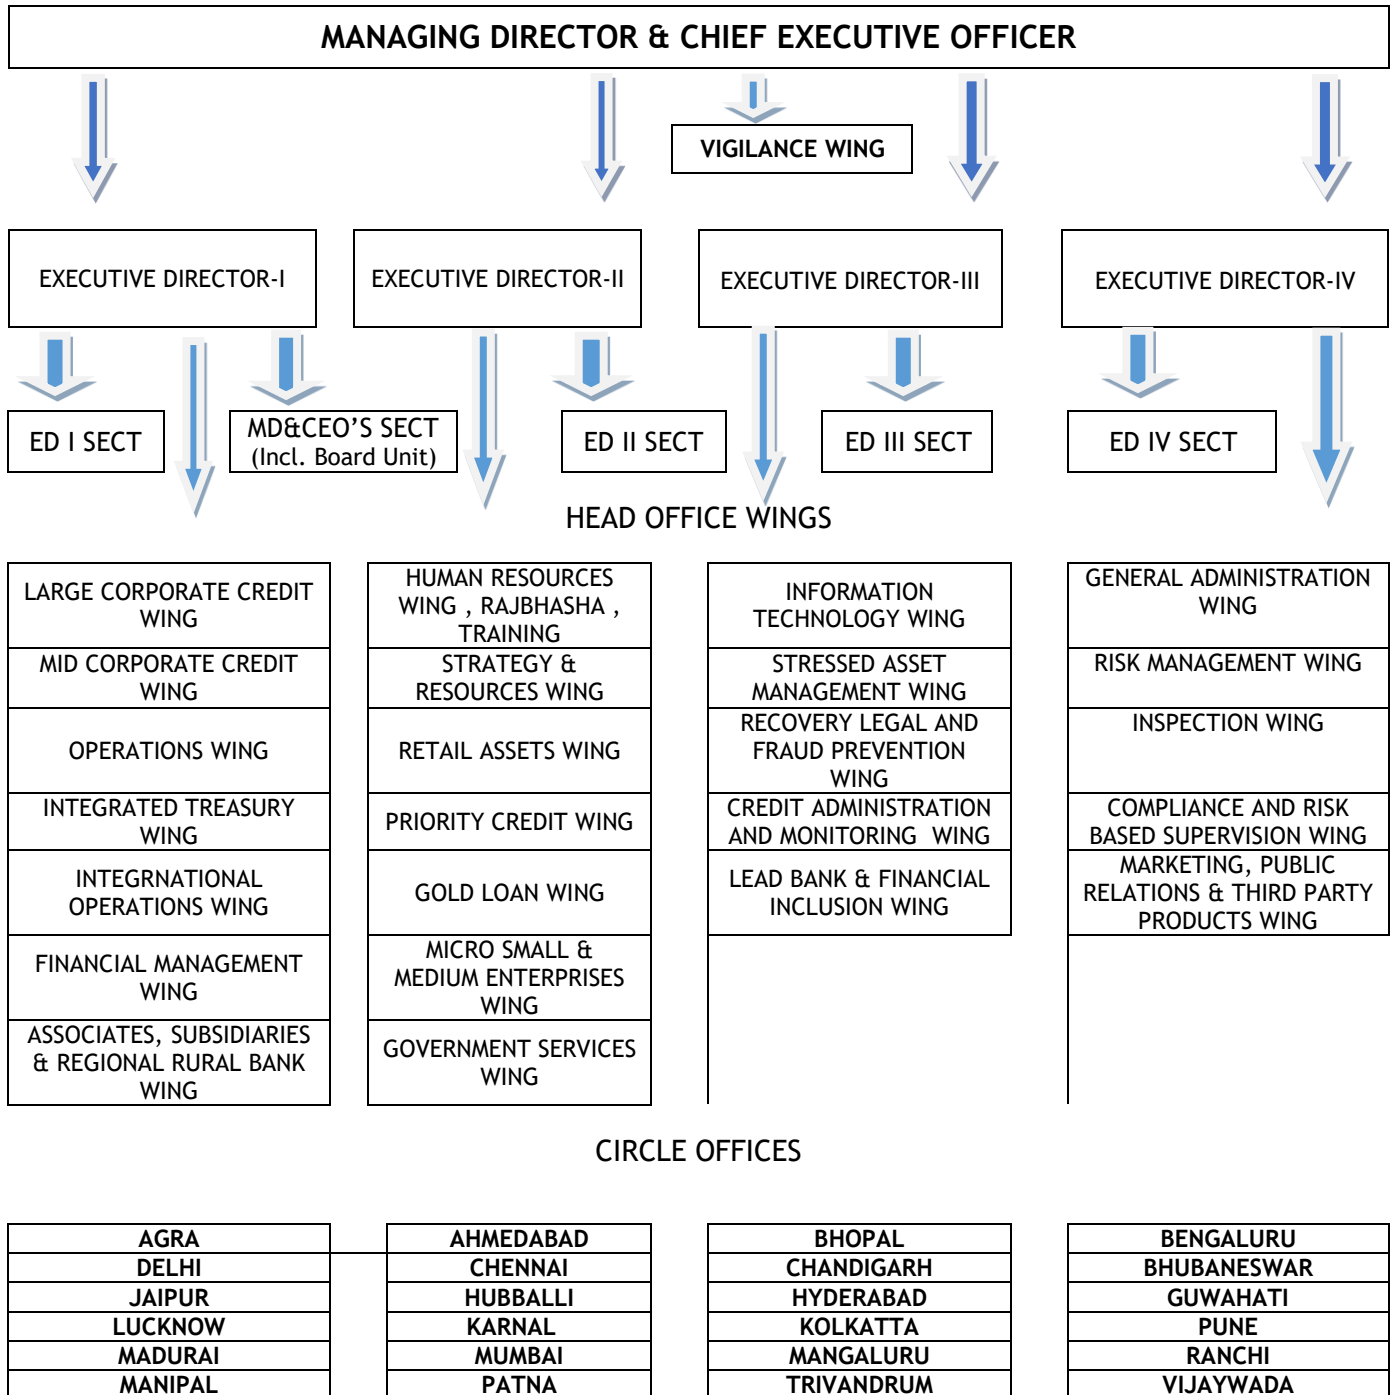 MANAGING DIRECTOR & CHIEF EXECUTIVE OFFICER
VIGILANCE WING
EXECUTIVE DIRECTOR-I
EXECUTIVE DIRECTOR-II
EXECUTIVE DIRECTOR-III
EXECUTIVE DIRECTOR-IV
ED I SECT
MD&CEO’S SECT
(Incl. Board Unit)
ED II SECT
ED III SECT
ED IV SECT
HEAD OFFICE WINGS
LARGE CORPORATE CREDIT
WING
MID CORPORATE CREDIT
WING
OPERATIONS WING
INTEGRATED TREASURY
WING
INTEGRNATIONAL
OPERATIONS WING
FINANCIAL MANAGEMENT
WING
ASSOCIATES, SUBSIDIARIES
& REGIONAL RURAL BANK
WING
HUMAN RESOURCES
WING , RAJBHASHA ,
TRAINING
STRATEGY &
RESOURCES WING
RETAIL ASSETS WING
PRIORITY CREDIT WING
GOLD LOAN WING
MICRO SMALL &
MEDIUM ENTERPRISES
WING
GOVERNMENT SERVICES
WING
INFORMATION
TECHNOLOGY WING
STRESSED ASSET
MANAGEMENT WING
RECOVERY LEGAL AND
FRAUD PREVENTION
WING
CREDIT ADMINISTRATION
AND MONITORING  WING
LEAD BANK & FINANCIAL
INCLUSION WING
GENERAL ADMINISTRATION
WING
RISK MANAGEMENT WING
INSPECTION WING
COMPLIANCE AND RISK
BASED SUPERVISION WING
MARKETING, PUBLIC
RELATIONS & THIRD PARTY
PRODUCTS WING
CIRCLE OFFICES
AGRA
DELHI
JAIPUR
LUCKNOW
MADURAI
MANIPAL
AHMEDABAD
CHENNAI
HUBBALLI
KARNAL
MUMBAI
PATNA
BHOPAL
CHANDIGARH
HYDERABAD
KOLKATTA
MANGALURU
TRIVANDRUM
BENGALURU
BHUBANESWAR
GUWAHATI
PUNE
RANCHI
VIJAYWADA